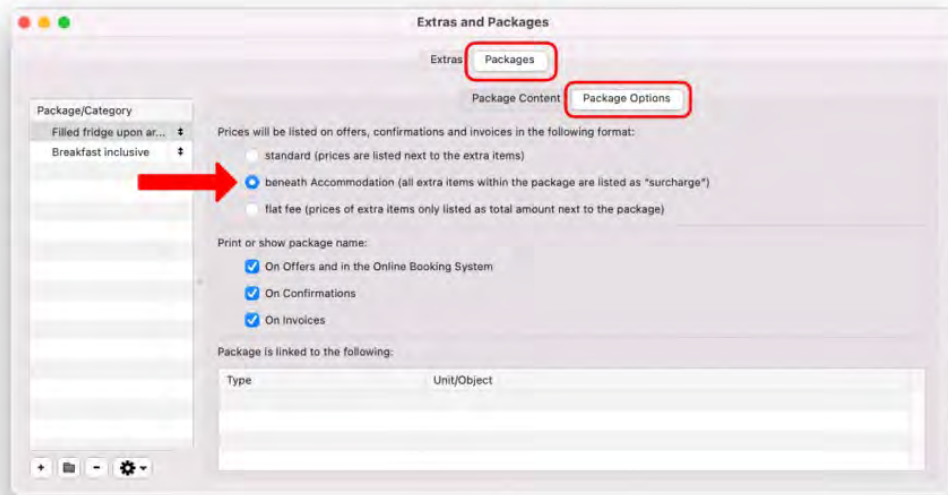 Extras and Packages
Extras Packages
Package Content Package Options
Package/Category
Filled fridge upon ar...
Breakfast inclusive
Prices will be listed on offers, confirmations and invoices in the following format:
standard (prices are listed next to the extra items)
beneath Accommodation (all extra items within the package are listed as "surcharge")
flat fee (prices of extra items only listed as total amount next to the package)
Print or show package name:
On Offers and in the Online Booking System
On Confirmations
On Invoices
Package is linked to the following:
Type Unit/Object